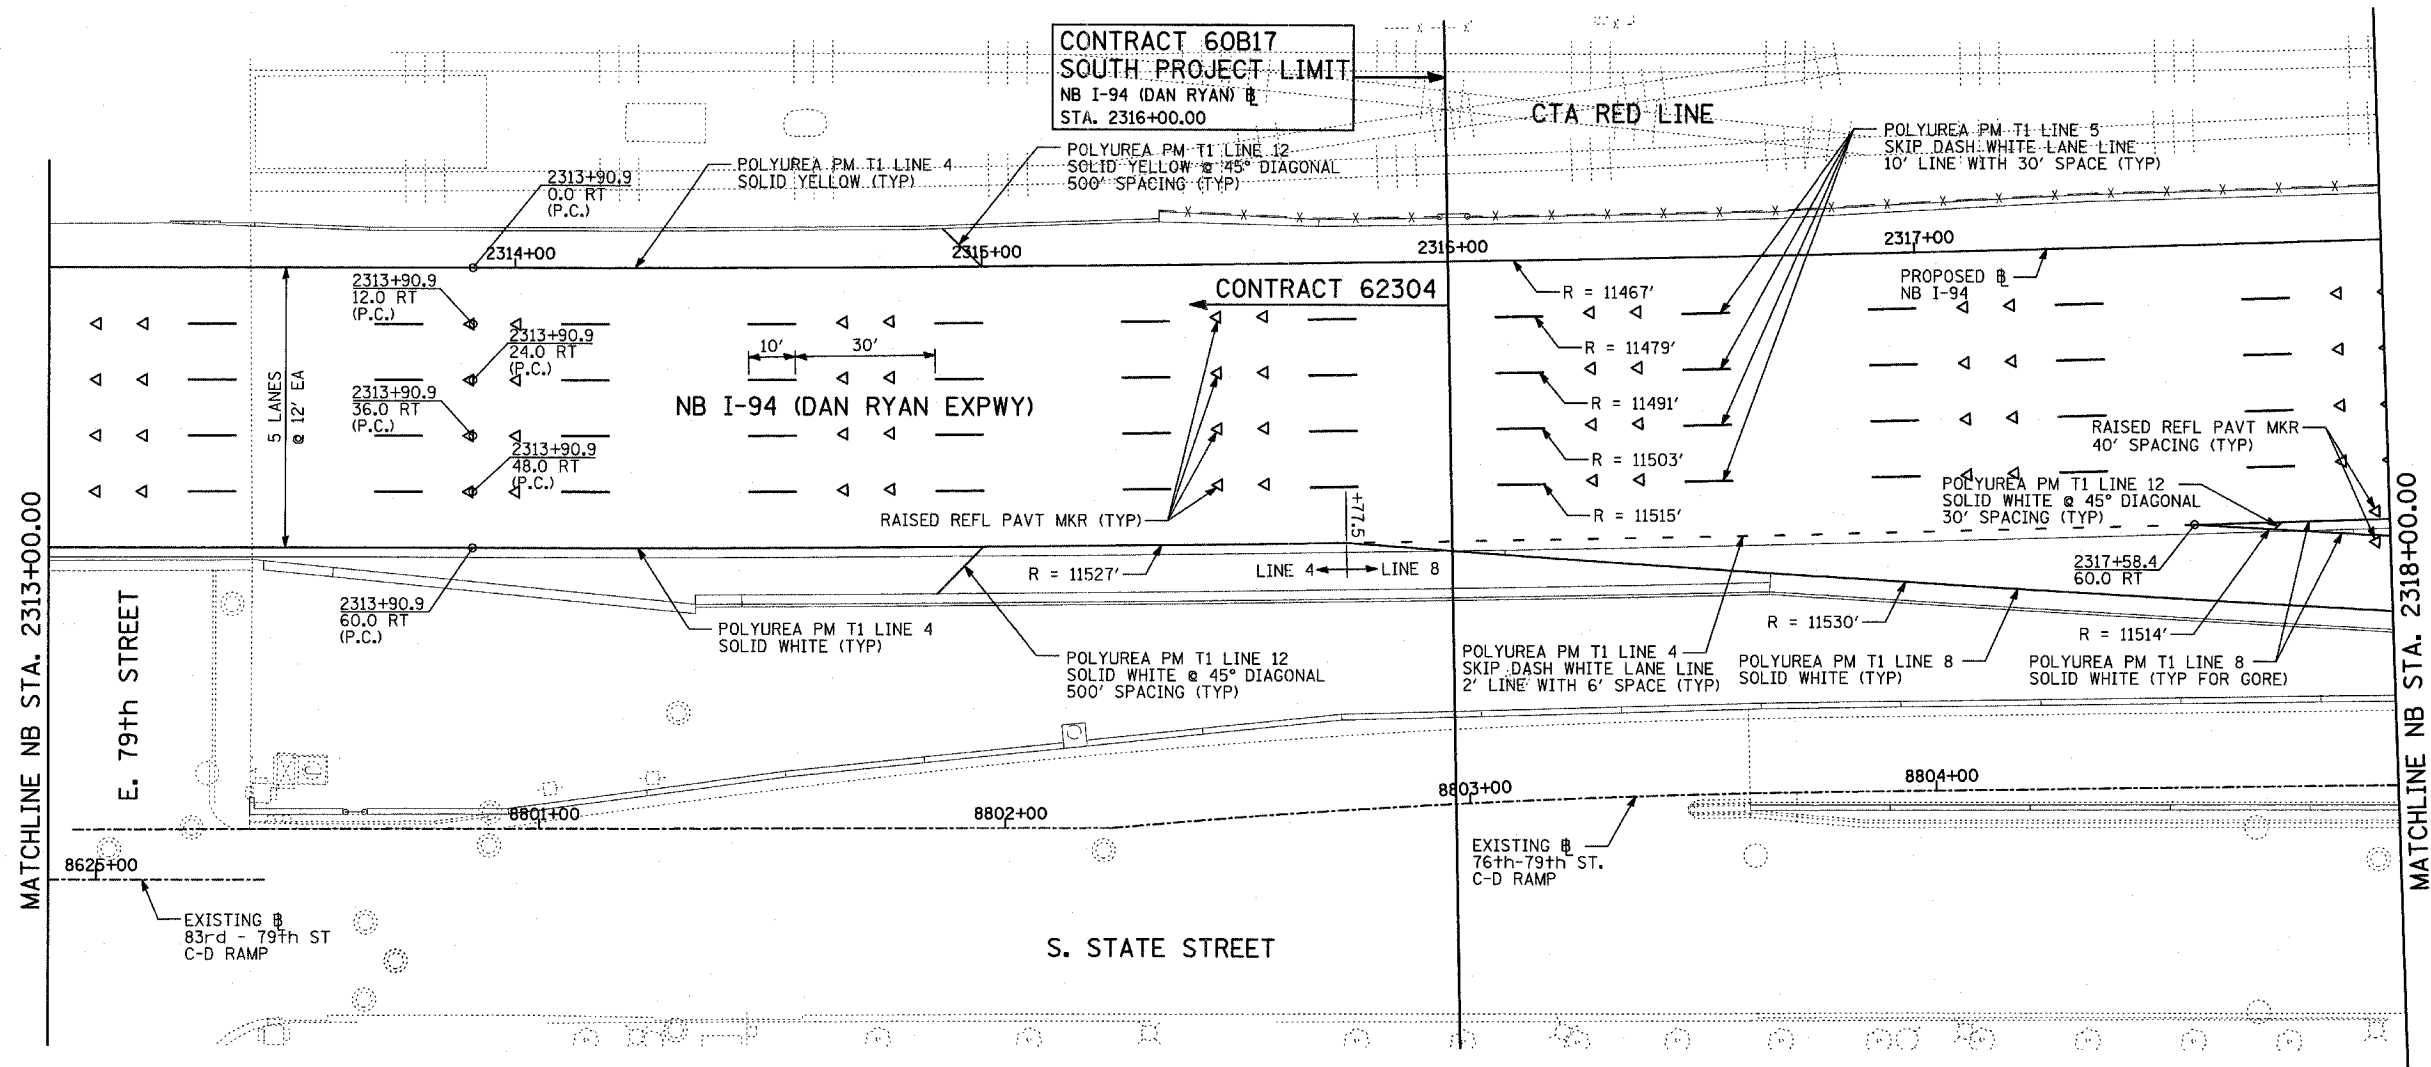 CONTRACT 60B17
SOUTH PROJECT LIMIT
NB I-94 (DAN RYAN) B
STA. 2316+00.00
CTA RED LINE
POLYUREA PM T1 LINE 5
SKIP DASH WHITE LANE LINE
10' LINE WITH 30' SPACE (TYP)
POLYUREA PM T1 LINE 12
SOLID YELLOW @ 45° DIAGONAL
500' SPACING (TYP)
POLYUREA PM T1 LINE 4
SOLID YELLOW (TYP)
2313+90.9
0.0 RT
(P.C.)
2314+00
2315+00
2316+00
2317+00
PROPOSED B
NB I-94
CONTRACT 62304
2313+90.9
12.0 RT
(P.C.)
2313+90.9
24.0 RT
(P.C.)
2313+90.9
36.0 RT
(P.C.)
2313+90.9
48.0 RT
(P.C.)
5 LANES
@ 12' EA
10'
30'
NB I-94 (DAN RYAN EXPWY)
R = 11467'
R = 11479'
R = 11491'
R = 11503'
R = 11515'
RAISED REFL PAVT MKR
40' SPACING (TYP)
POLYUREA PM T1 LINE 12
SOLID WHITE @ 45° DIAGONAL
30' SPACING (TYP)
RAISED REFL PAVT MKR (TYP)
+77.5
LINE 4
LINE 8
R = 11527'
2317+58.4
60.0 RT
2313+90.9
60.0 RT
(P.C.)
POLYUREA PM T1 LINE 4
SOLID WHITE (TYP)
POLYUREA PM T1 LINE 12
SOLID WHITE @ 45° DIAGONAL
500' SPACING (TYP)
R = 11530'
R = 11514'
POLYUREA PM T1 LINE 4
SKIP DASH WHITE LANE LINE
2' LINE WITH 6' SPACE (TYP)
POLYUREA PM T1 LINE 8
SOLID WHITE (TYP)
POLYUREA PM T1 LINE 8
SOLID WHITE (TYP FOR GORE)
MATCHLINE NB STA. 2313+00.00
E. 79th STREET
MATCHLINE NB STA. 2318+00.00
8801+00
8802+00
8803+00
8804+00
8625+00
EXISTING B
76th-79th ST.
C-D RAMP
EXISTING B
83rd - 79th ST
C-D RAMP
S. STATE STREET